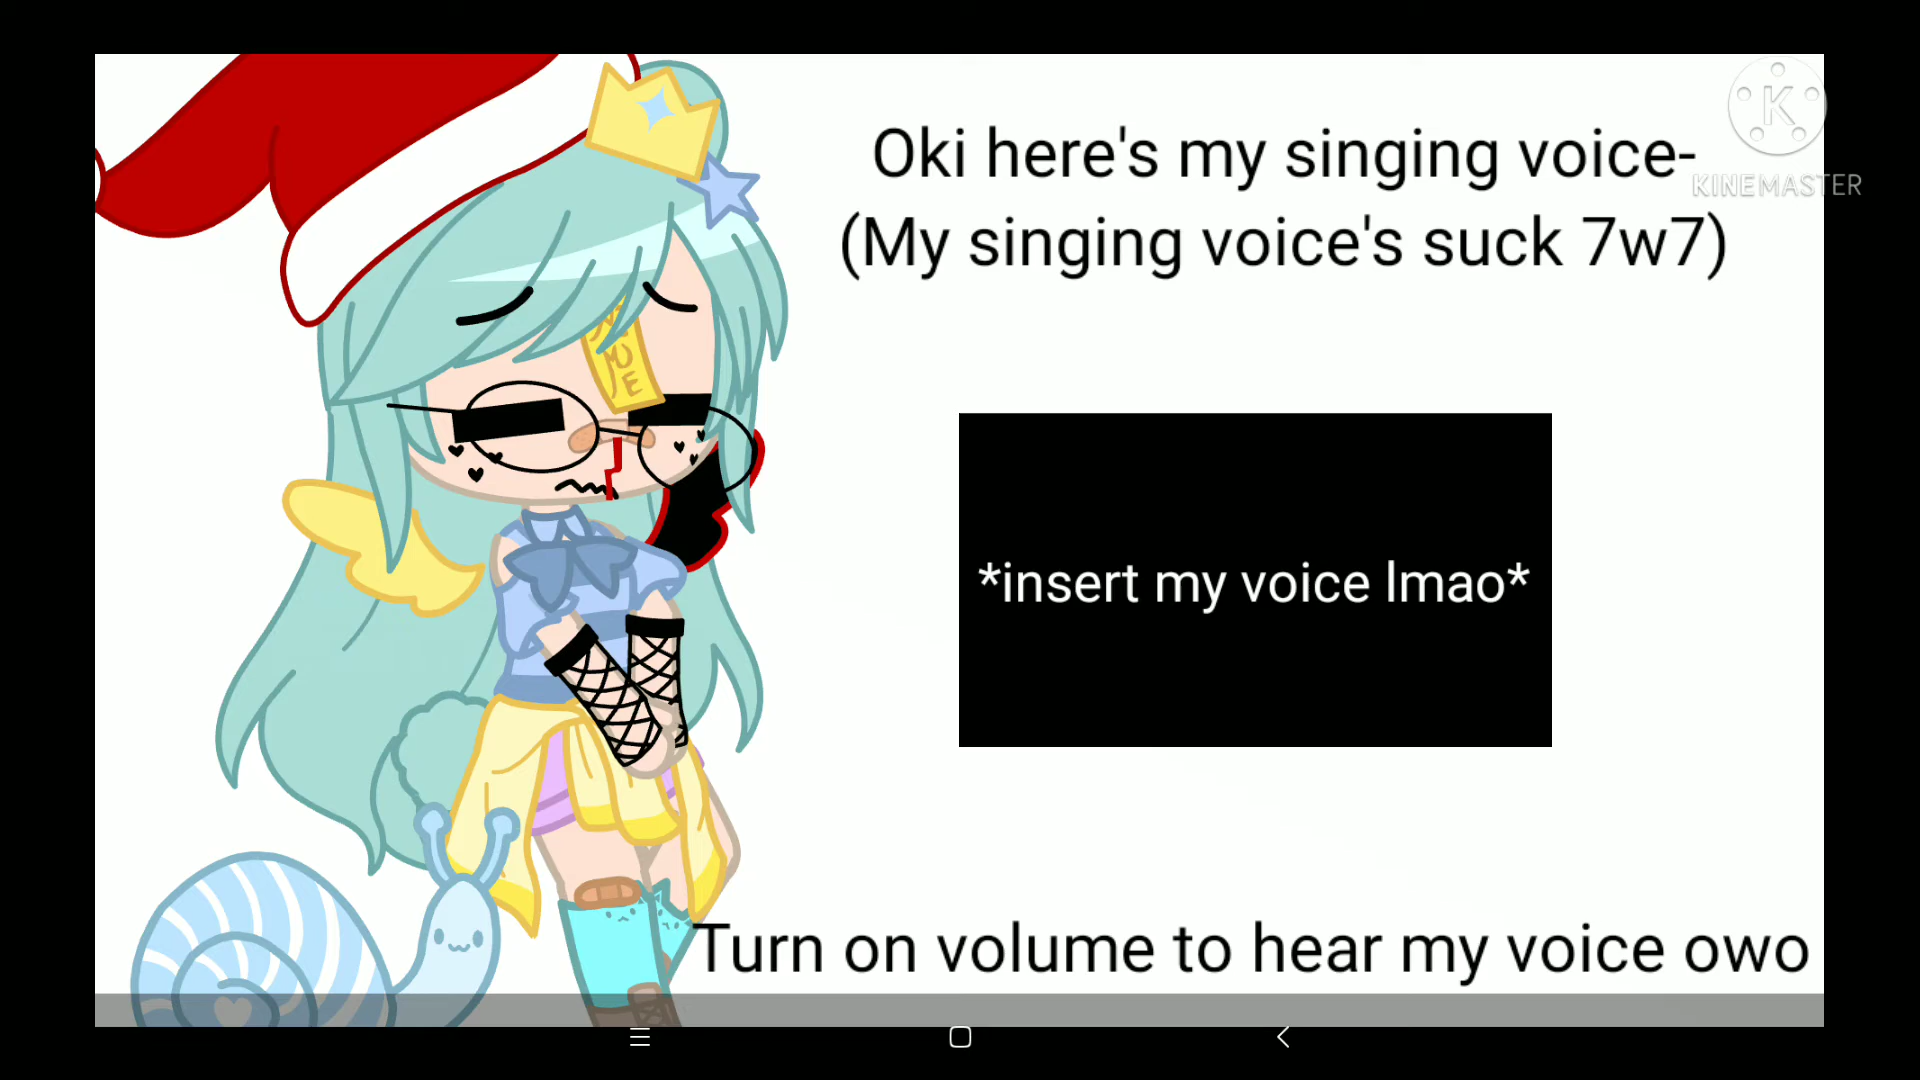 Oki here's my singing voice-
(My singing voice's suck 7w7)
KINEMASTER
*insert my voice lmao*
Turn on volume to hear my voice owo